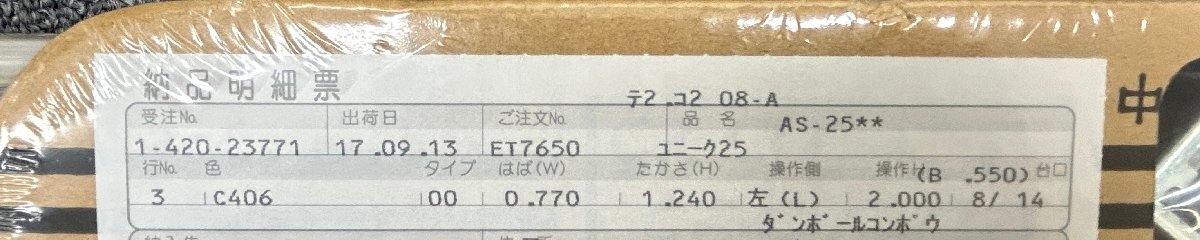 納品明細票
テ2 .コ2 08-A
受注No. 出荷日 ご注文No. 品 名 AS-25**
1-420-23771 17 .09 .13 ET7650 ユニーク25
行No. 色 タイプ はば(W) たかさ(H) 操作側 操作 (B .550) 台口
3 C406 00 0.770 1.240 左(L) 2.000 8/ 14
ダンボールコンポウ
中